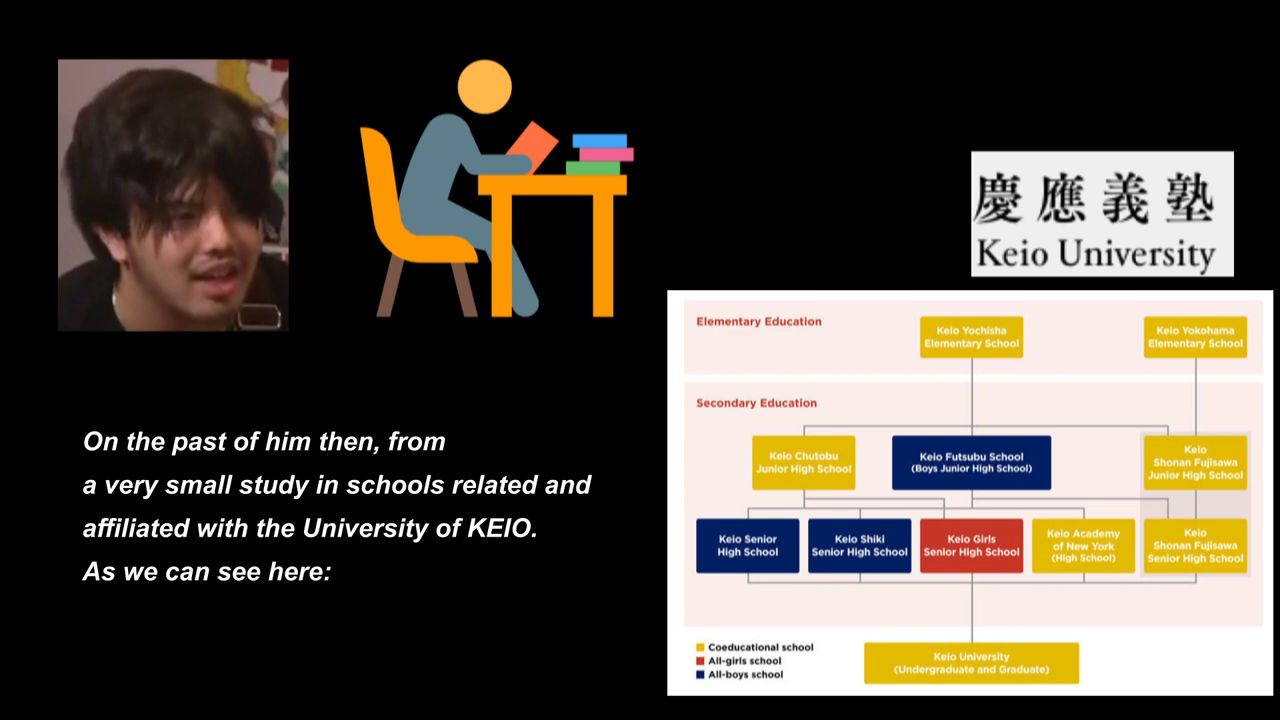 On the past of him then, from
a very small study in schools related and
affiliated with the University of KEIO.
As we can see here:
慶應義塾
Keio University
Elementary Education
Keio Yochisha
Elementary School
Keio Yokohama
Elementary School
Secondary Education
Keio Chutobu
Junior High School
Keio Futsubu School
(Boys Junior High School)
Keio
Shonan Fujisawa
Junior High School
Keio Senior
High School
Keio Shiki
Senior High School
Keio Girls
Senior High School
Keio Academy
of New York
(High School)
Keio
Shonan Fujisawa
Senior High School
Coeducational school
All-girls school
All-boys school
Keio University
(Undergraduate and Graduate)